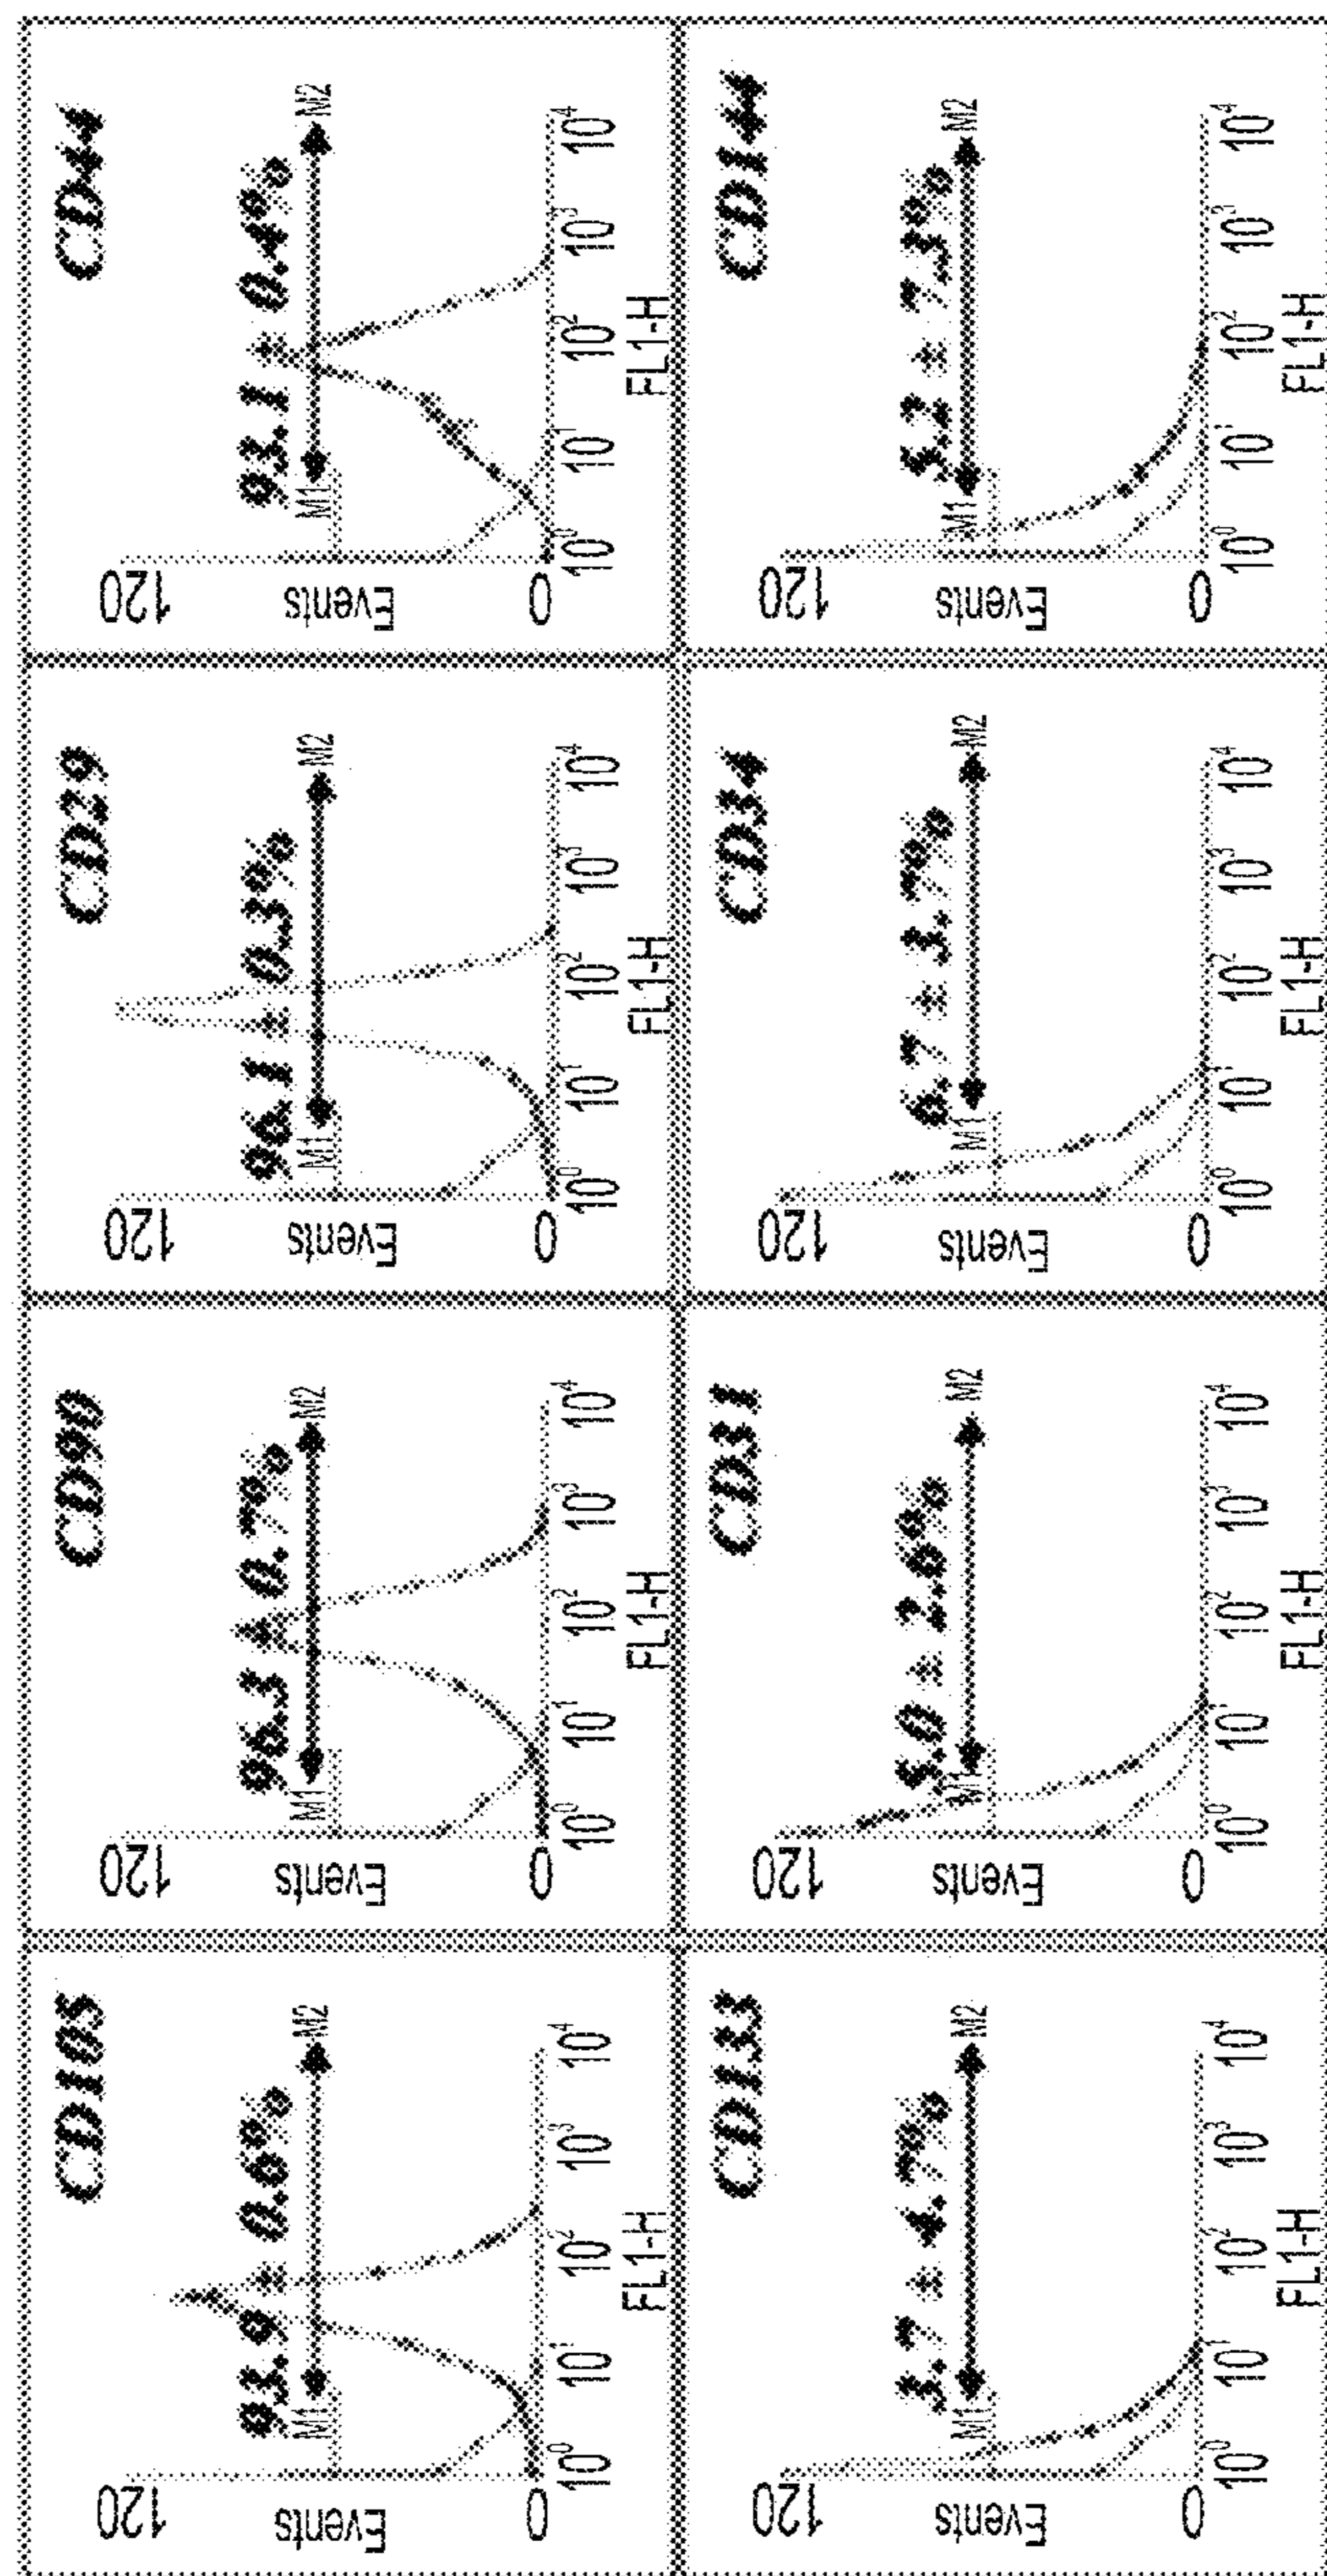 CD105
120
93.9 ± 0.6%
M1 M2
Events
0
10⁰ 10¹ 10² 10³ 10⁴
FL1-H
CD90
120
96.3 ± 0.7%
M1 M2
Events
0
10⁰ 10¹ 10² 10³ 10⁴
FL1-H
CD29
120
96.1 ± 0.3%
M1 M2
Events
0
10⁰ 10¹ 10² 10³ 10⁴
FL1-H
CD44
120
93.1 ± 0.4%
M1 M2
Events
0
10⁰ 10¹ 10² 10³ 10⁴
FL1-H
CD133
120
3.7 ± 4.7%
M1 M2
Events
0
10⁰ 10¹ 10² 10³ 10⁴
FL1-H
CD31
120
5.0 ± 2.6%
M1 M2
Events
0
10⁰ 10¹ 10² 10³ 10⁴
FL1-H
CD34
120
6.7 ± 3.7%
M1 M2
Events
0
10⁰ 10¹ 10² 10³ 10⁴
FL1-H
CD144
120
5.2 ± 7.3%
M1 M2
Events
0
10⁰ 10¹ 10² 10³ 10⁴
FL1-H